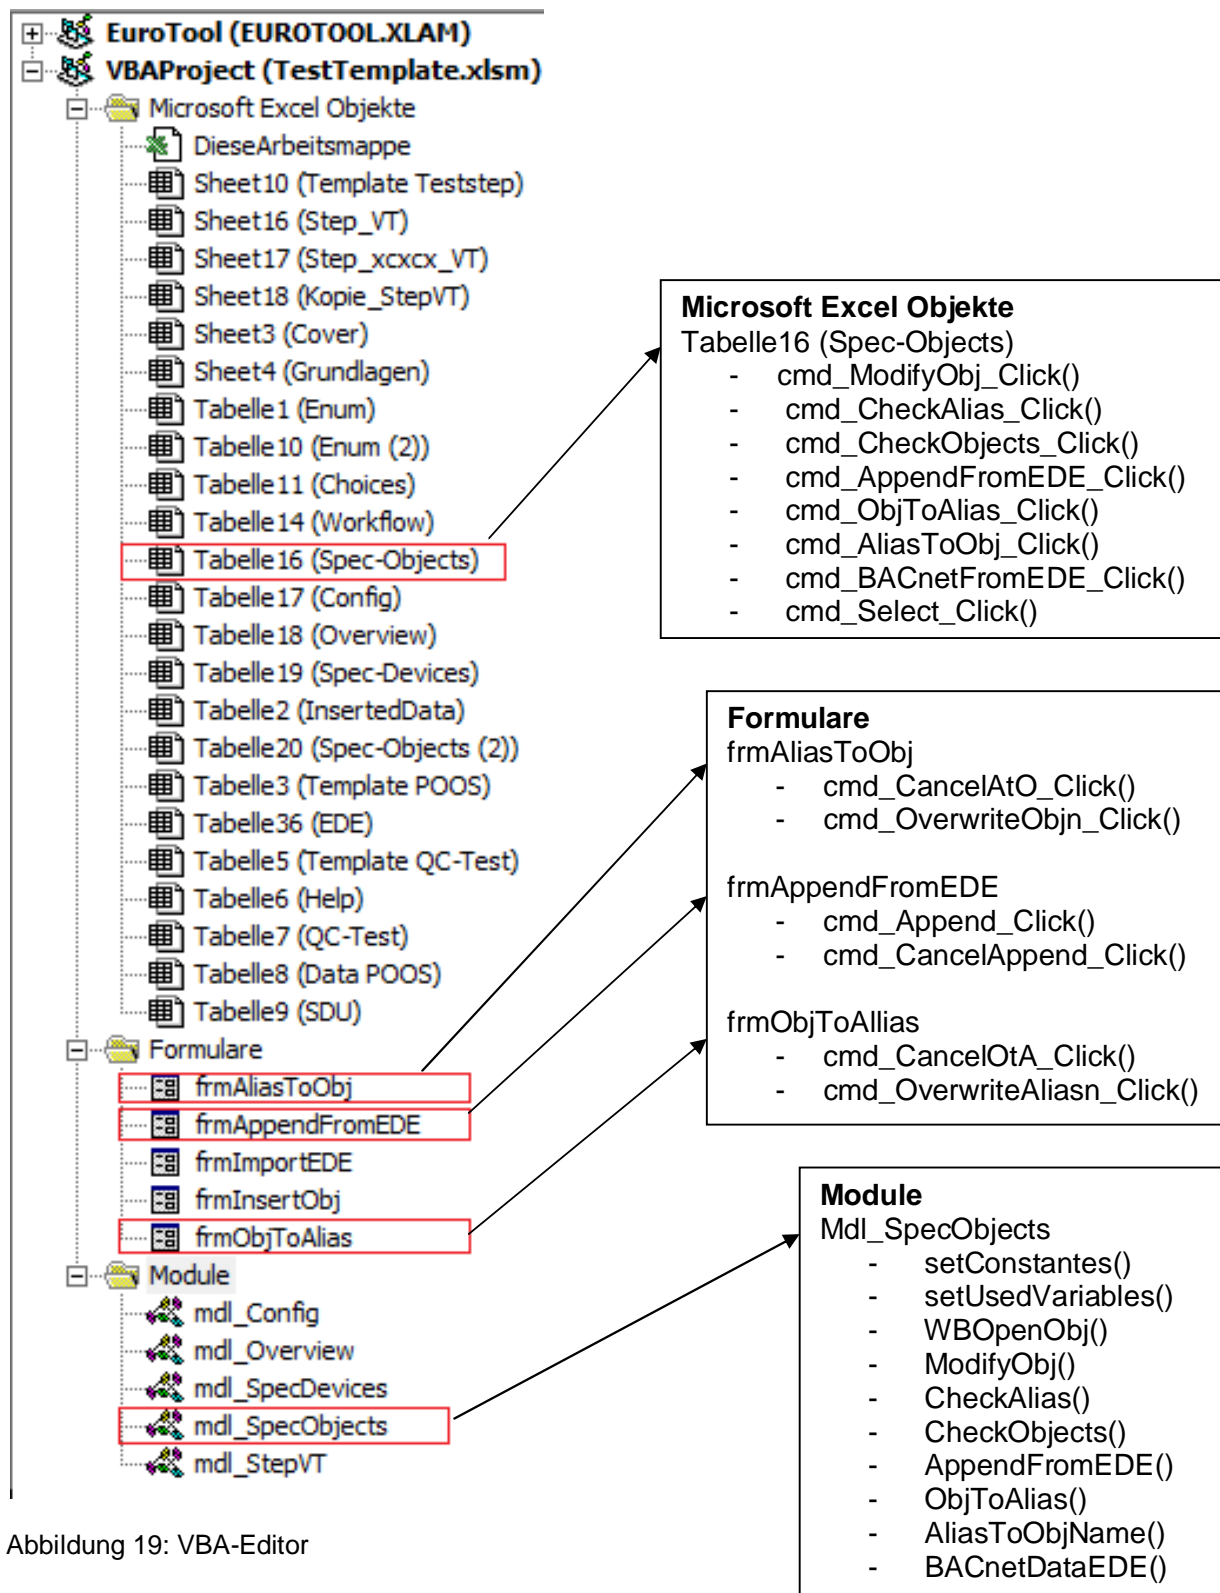 EuroTool (EUROTOOL.XLAM)
VBAProject (TestTemplate.xlsm)
Microsoft Excel Objekte
DieseArbeitsmappe
Sheet10 (Template Teststep)
Sheet16 (Step_VT)
Sheet17 (Step_xcxcx_VT)
Sheet18 (Kopie_StepVT)
Sheet3 (Cover)
Sheet4 (Grundlagen)
Tabelle1 (Enum)
Tabelle10 (Enum (2))
Tabelle11 (Choices)
Tabelle14 (Workflow)
Tabelle16 (Spec-Objects)
Tabelle17 (Config)
Tabelle18 (Overview)
Tabelle19 (Spec-Devices)
Tabelle2 (InsertedData)
Tabelle20 (Spec-Objects (2))
Tabelle3 (Template POOS)
Tabelle36 (EDE)
Tabelle5 (Template QC-Test)
Tabelle6 (Help)
Tabelle7 (QC-Test)
Tabelle8 (Data POOS)
Tabelle9 (SDU)
Formulare
frmAliasToObj
frmAppendFromEDE
frmImportEDE
frmInsertObj
frmObjToAlias
Module
mdl_Config
mdl_Overview
mdl_SpecDevices
mdl_SpecObjects
mdl_StepVT
Microsoft Excel Objekte
Tabelle16 (Spec-Objects)
- cmd_ModifyObj_Click()
- cmd_CheckAlias_Click()
- cmd_CheckObjects_Click()
- cmd_AppendFromEDE_Click()
- cmd_ObjToAlias_Click()
- cmd_AliasToObj_Click()
- cmd_BACnetFromEDE_Click()
- cmd_Select_Click()
Formulare
frmAliasToObj
- cmd_CancelAtO_Click()
- cmd_OverwriteObjn_Click()
frmAppendFromEDE
- cmd_Append_Click()
- cmd_CancelAppend_Click()
frmObjToAllias
- cmd_CancelOtA_Click()
- cmd_OverwriteAliasn_Click()
Module
Mdl_SpecObjects
- setConstantes()
- setUsedVariables()
- WBOpenObj()
- ModifyObj()
- CheckAlias()
- CheckObjects()
- AppendFromEDE()
- ObjToAlias()
- AliasToObjName()
- BACnetDataEDE()
Abbildung 19: VBA-Editor